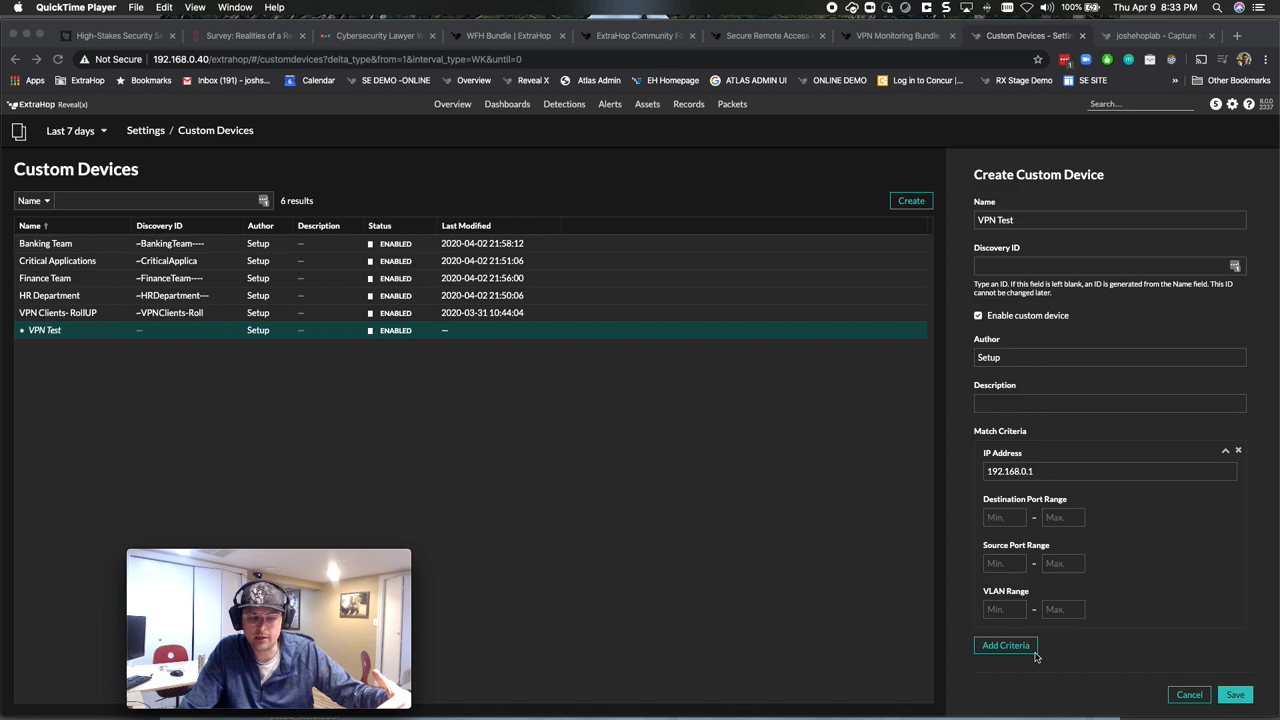 QuickTime Player File Edit View Window Help 100% Thu Apr 9 8:33 PM
High-Stakes Security Se
Survey: Realities of a Re
Cybersecurity Lawyer W
WFH Bundle | ExtraHop
ExtraHop Community Fo
Secure Remote Access
VPN Monitoring Bundle
Custom Devices - Settin
joshehoplab - Capture
Not Secure 192.168.0.40/extrahop/#/customdevices?delta_type&from=1&interval_type=WK&until=0
Apps ExtraHop Bookmarks Inbox (191) - joshs... Calendar SE DEMO -ONLINE Overview Reveal X Atlas Admin EH Homepage ATLAS ADMIN UI ONLINE DEMO Log in to Concur |... RX Stage Demo SE SITE Other Bookmarks
ExtraHop Reveal(x) Overview Dashboards Detections Alerts Assets Records Packets Search... S 8.0.0
2337
Last 7 days Settings / Custom Devices
Custom Devices
Name 6 results Create
Name Discovery ID Author Description Status Last Modified
Banking Team ~BankingTeam---- Setup — ENABLED 2020-04-02 21:58:12
Critical Applications ~CriticalApplica Setup — ENABLED 2020-04-02 21:51:06
Finance Team ~FinanceTeam---- Setup — ENABLED 2020-04-02 21:56:00
HR Department ~HRDepartment--- Setup — ENABLED 2020-04-02 21:50:06
VPN Clients- RollUP ~VPNClients-Roll Setup — ENABLED 2020-03-31 10:44:04
VPN Test — Setup ENABLED —
Create Custom Device
Name
VPN Test
Discovery ID
Type an ID. If this field is left blank, an ID is generated from the Name field. This ID
cannot be changed later.
Enable custom device
Author
Setup
Description
Match Criteria
IP Address
192.168.0.1
Destination Port Range
Min. – Max.
Source Port Range
Min. – Max.
VLAN Range
Min. – Max.
Add Criteria
Cancel Save